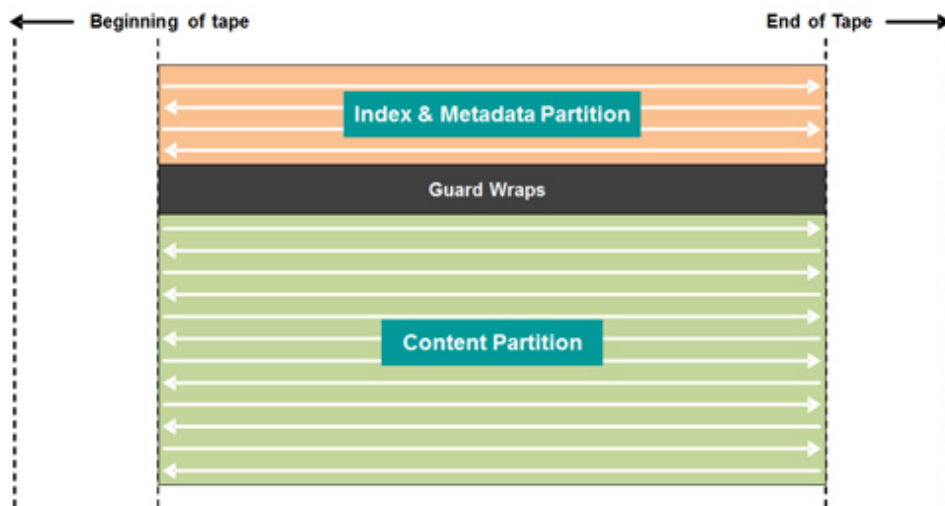 Beginning of tape
End of Tape
Index & Metadata Partition
Guard Wraps
Content Partition